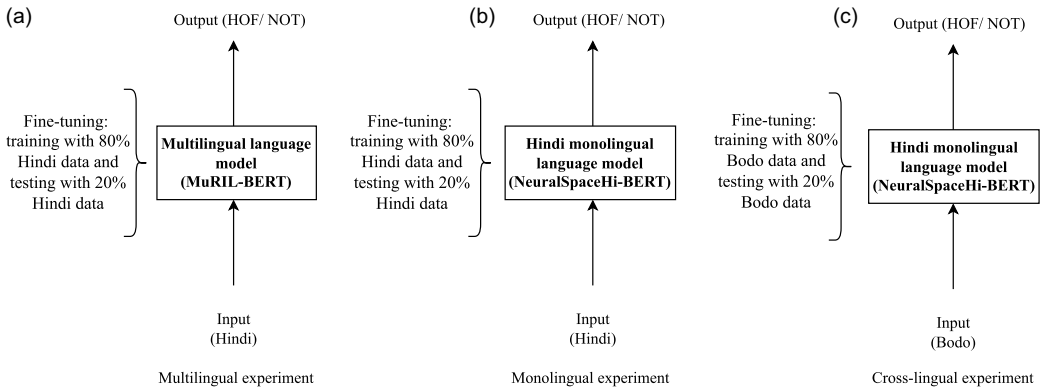 (a)
Output (HOF/ NOT)
Fine-tuning:
training with 80%
Hindi data and
testing with 20%
Hindi data
Multilingual language
model
(MuRIL-BERT)
Input
(Hindi)
Multilingual experiment
(b)
Output (HOF/ NOT)
Fine-tuning:
training with 80%
Hindi data and
testing with 20%
Hindi data
Hindi monolingual
language model
(NeuralSpaceHi-BERT)
Input
(Hindi)
Monolingual experiment
(c)
Output (HOF/ NOT)
Fine-tuning:
training with 80%
Bodo data and
testing with 20%
Bodo data
Hindi monolingual
language model
(NeuralSpaceHi-BERT)
Input
(Bodo)
Cross-lingual experiment